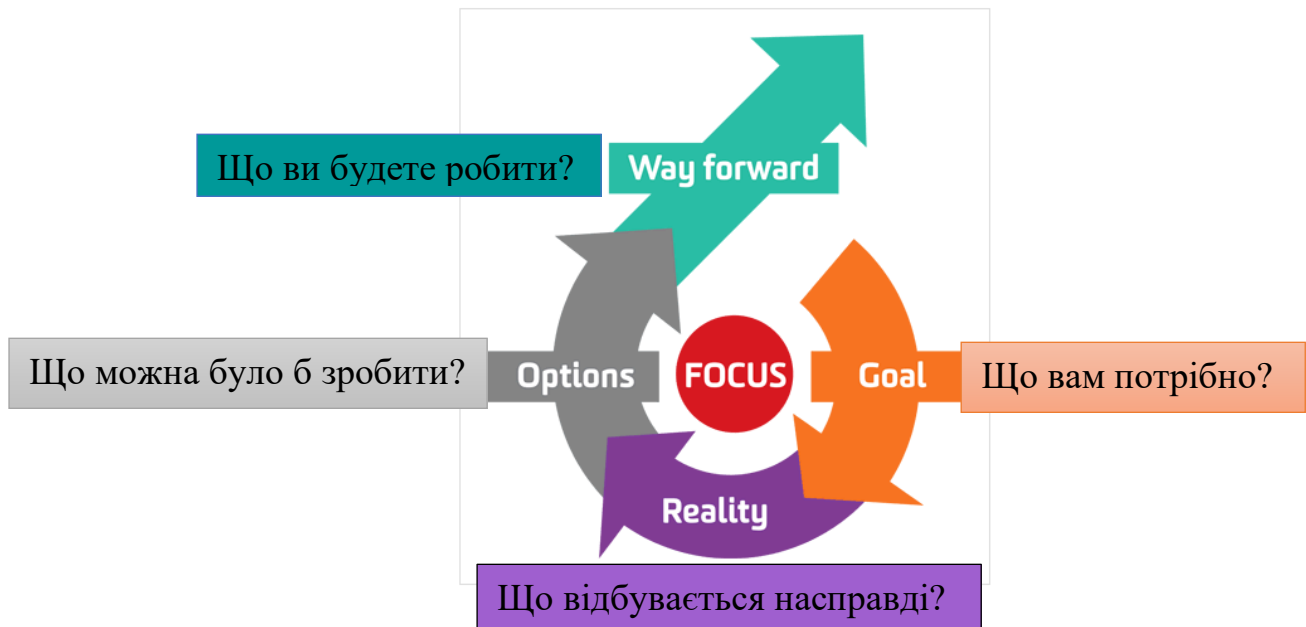 Що ви будете робити?
Way forward
Що можна було б зробити?
Options
FOCUS
Goal
Що вам потрібно?
Reality
Що відбувається насправді?